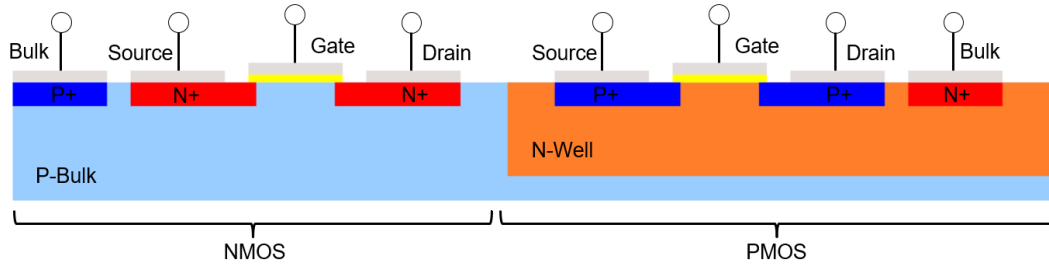 Bulk
Source
Gate
Drain
Source
Gate
Drain
Bulk
P+
N+
N+
P+
P+
N+
P-Bulk
N-Well
NMOS
PMOS